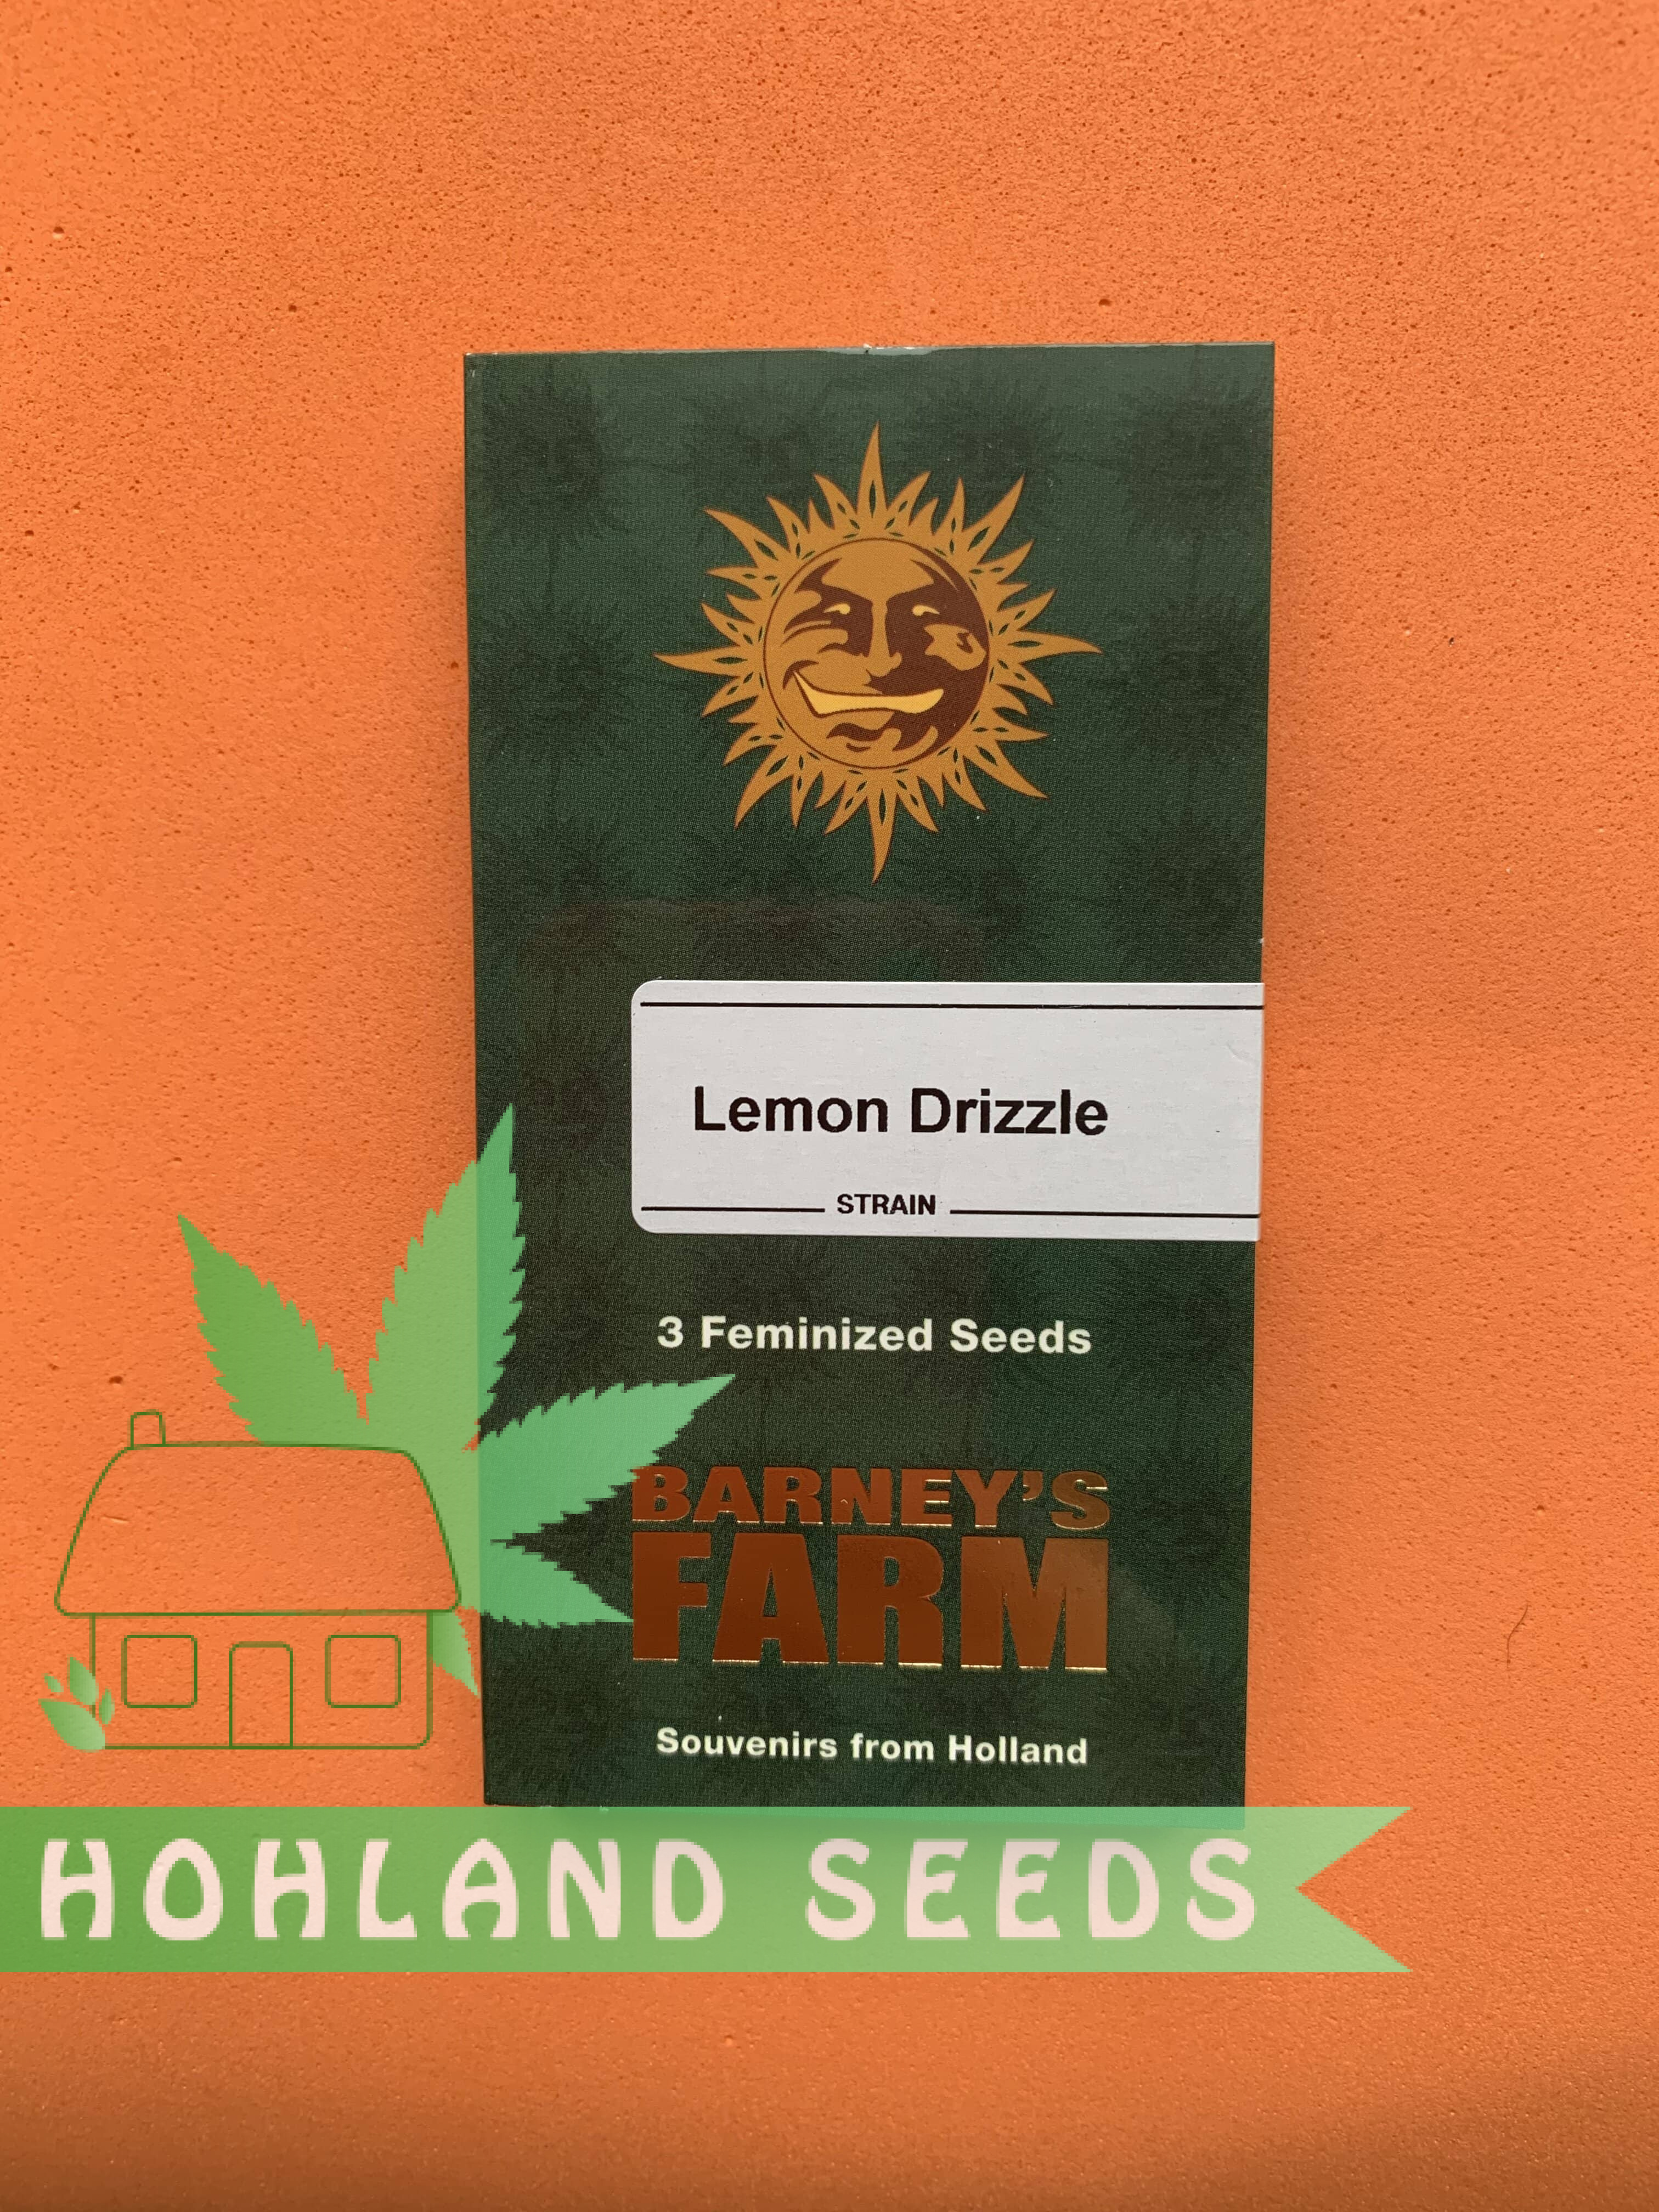 Lemon Drizzle
STRAIN
3 Feminized Seeds
BARNEY'S
FARM
Souvenirs from Holland
HOHLAND SEEDS